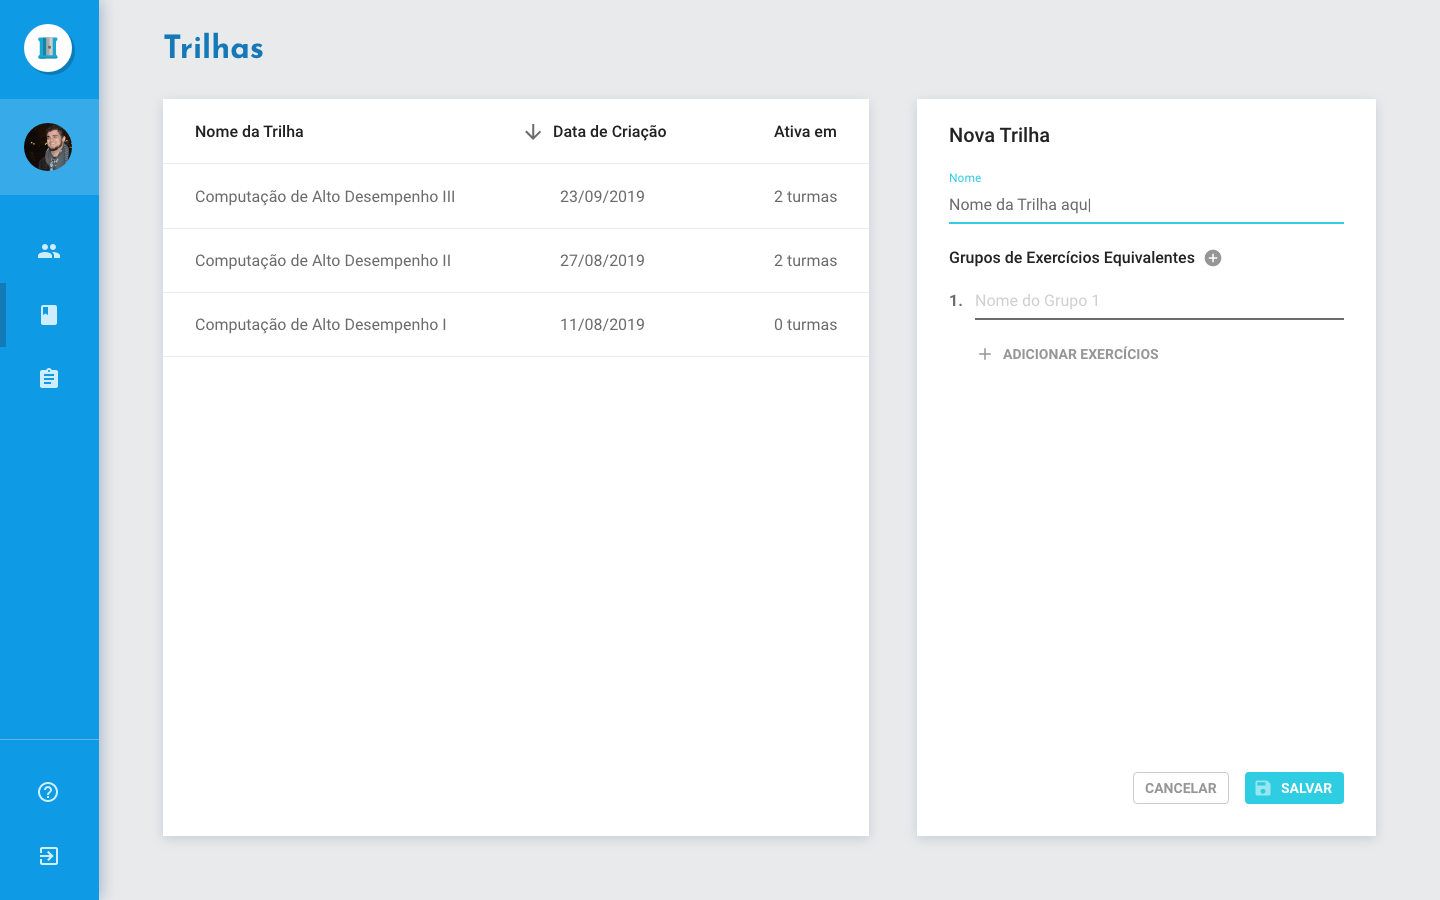 Trilhas
Nome da Trilha Data de Criação Ativa em
Computação de Alto Desempenho III 23/09/2019 2 turmas
Computação de Alto Desempenho II 27/08/2019 2 turmas
Computação de Alto Desempenho I 11/08/2019 0 turmas
Nova Trilha
Nome
Nome da Trilha aqu|
Grupos de Exercícios Equivalentes
1. Nome do Grupo 1
ADICIONAR EXERCÍCIOS
CANCELAR SALVAR